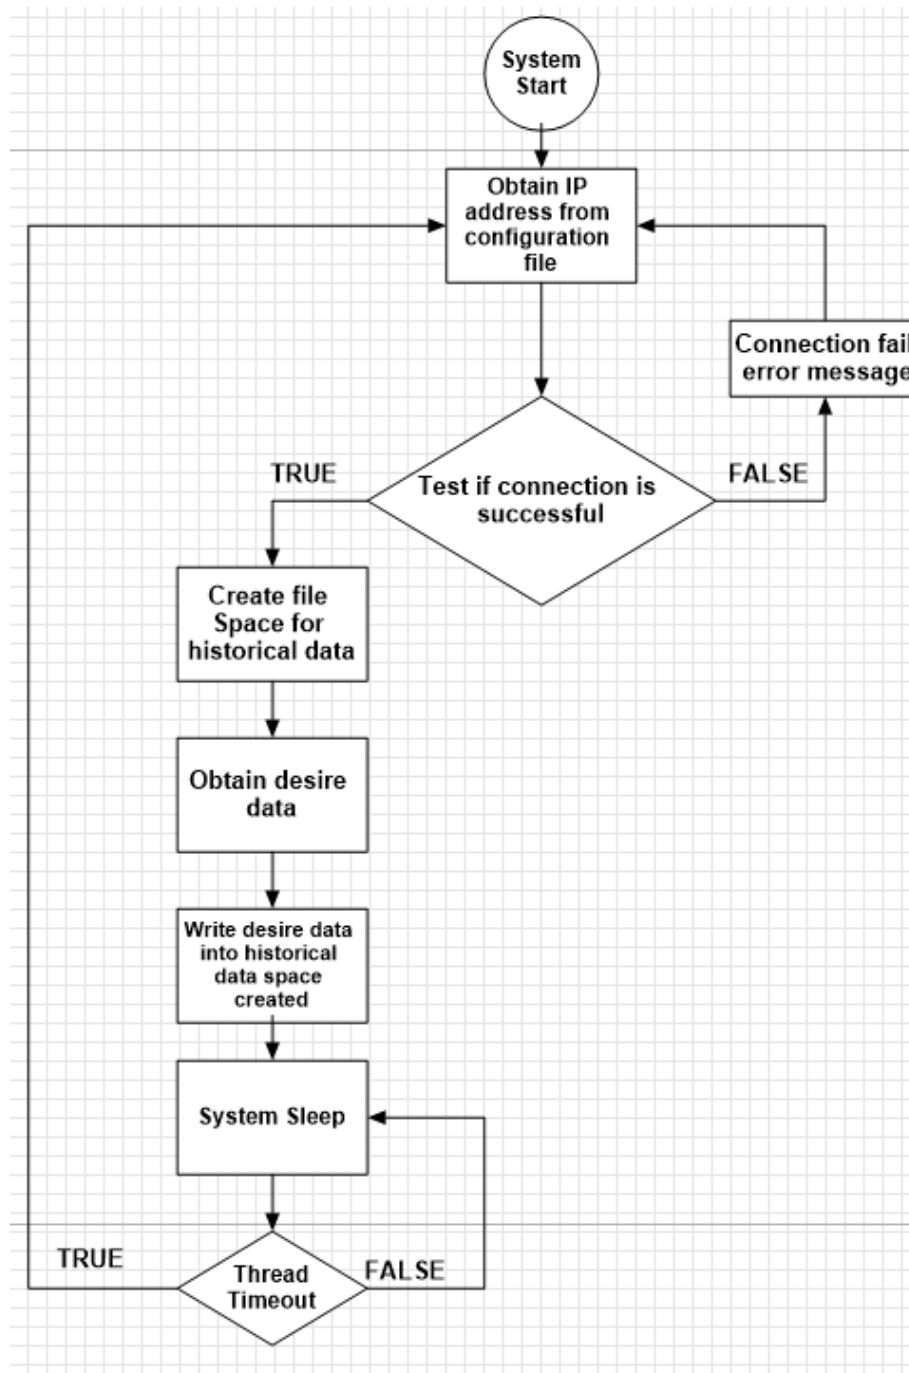 System
Start
Obtain IP
address from
configuration
file
Connection fail
error message
Test if connection is
successful
TRUE
FALSE
Create file
Space for
historical data
Obtain desire
data
Write desire data
into historical
data space
created
System Sleep
Thread
Timeout
TRUE
FALSE